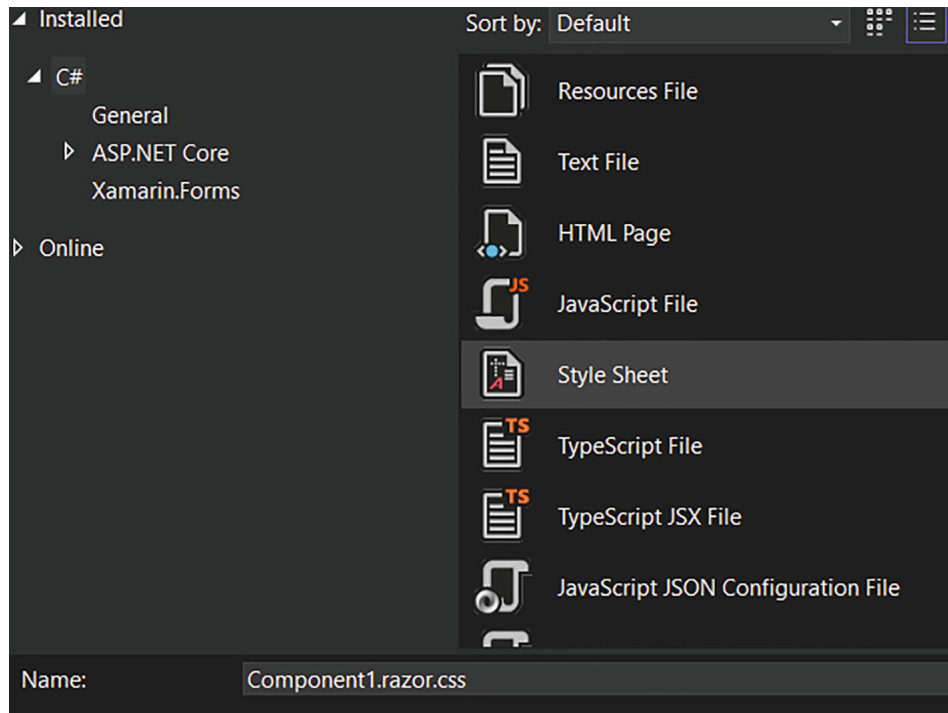 Installed
Sort by: Default
C#
General
ASP.NET Core
Xamarin.Forms
Online
Resources File
Text File
HTML Page
JS
JavaScript File
A
Style Sheet
TS
TypeScript File
TS
TypeScript JSX File
JavaScript JSON Configuration File
Name: Component1.razor.css